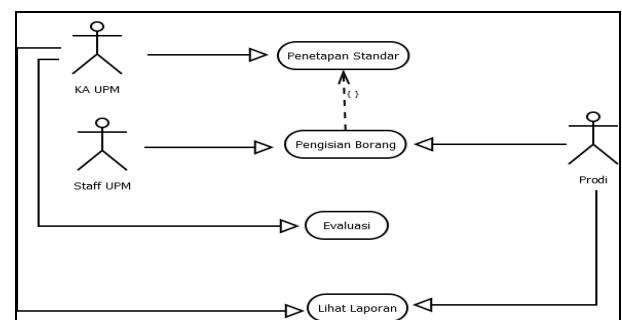 KA UPM
Penetapan Standar
{ }
Staff UPM
Pengisian Borang
Prodi
Evaluasi
Lihat Laporan